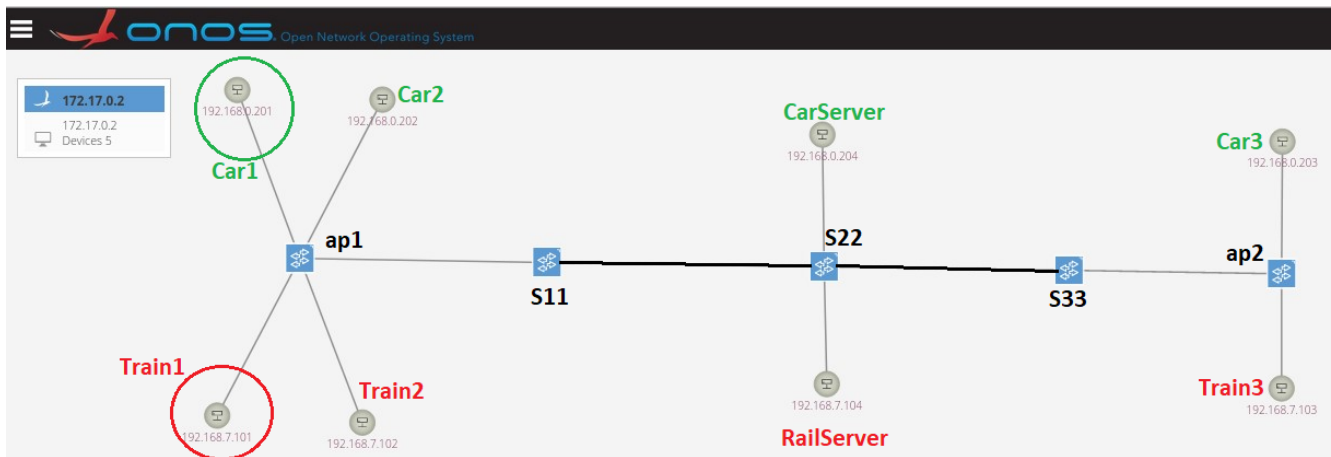 onos. Open Network Operating System
172.17.0.2
172.17.0.2
Devices 5
192.168.0.201
Car1
Car2
192.168.0.202
CarServer
192.168.0.204
Car3
192.168.0.203
ap1
S11
S22
S33
ap2
Train1
192.168.7.101
Train2
192.168.7.102
192.168.7.104
RailServer
Train3
192.168.7.103